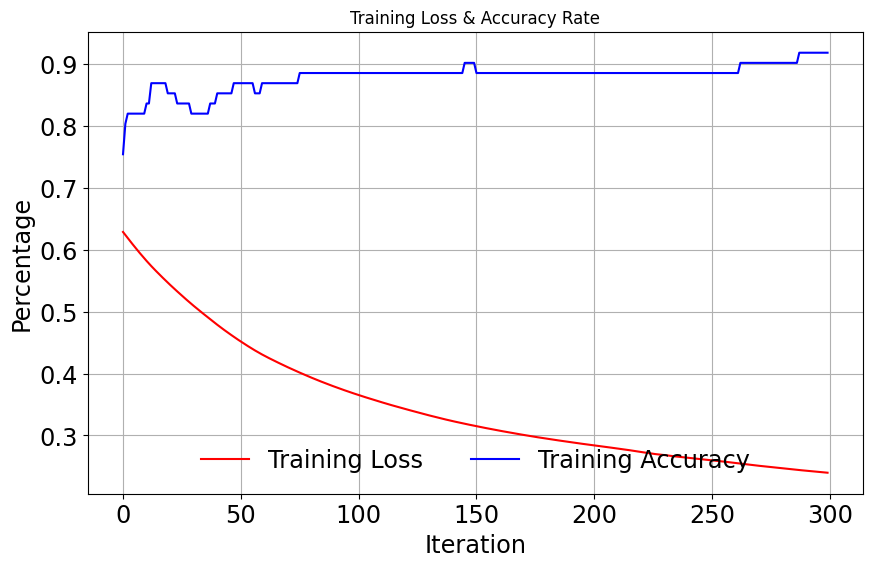 Training Loss & Accuracy Rate
Percentage
0.9
0.8
0.7
0.6
0.5
0.4
0.3
Training Loss
Training Accuracy
0 50 100 150 200 250 300
Iteration